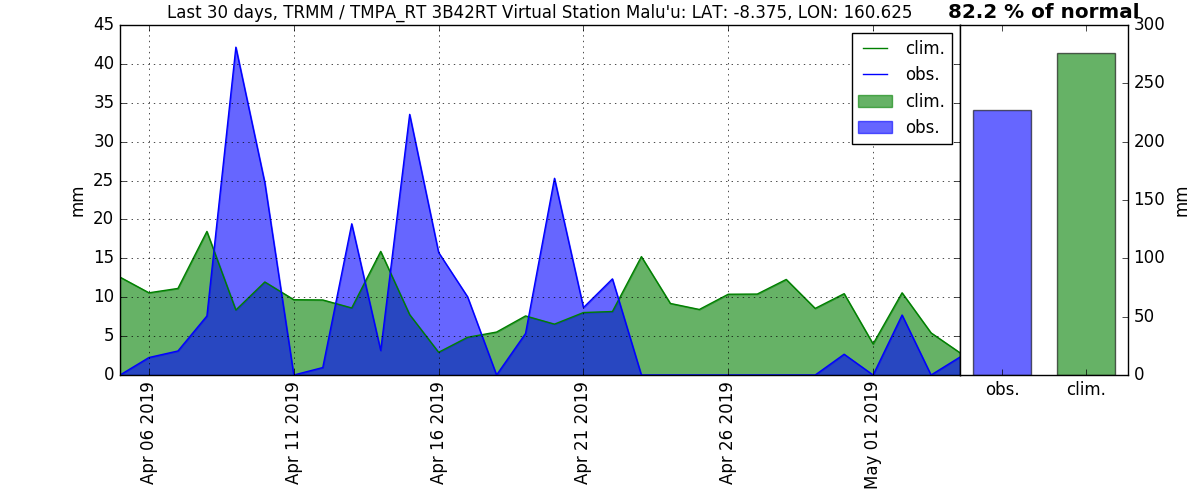 Last 30 days, TRMM / TMPA_RT 3B42RT Virtual Station Malu'u: LAT: -8.375, LON: 160.625
82.2 % of normal
45
40
35
30
25
20
15
10
5
0
mm
clim.
obs.
clim.
obs.
Apr 06 2019
Apr 11 2019
Apr 16 2019
Apr 21 2019
Apr 26 2019
May 01 2019
300
250
200
150
100
50
0
mm
obs.
clim.